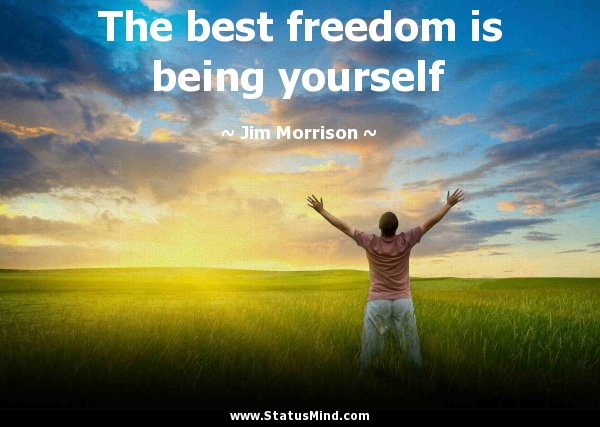 The best freedom is
being yourself
~ Jim Morrison ~
www.StatusMind.com